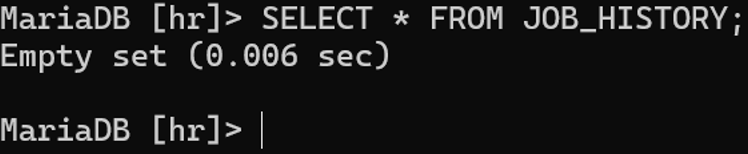 MariaDB [hr]> SELECT * FROM JOB_HISTORY;
Empty set (0.006 sec)
MariaDB [hr]>